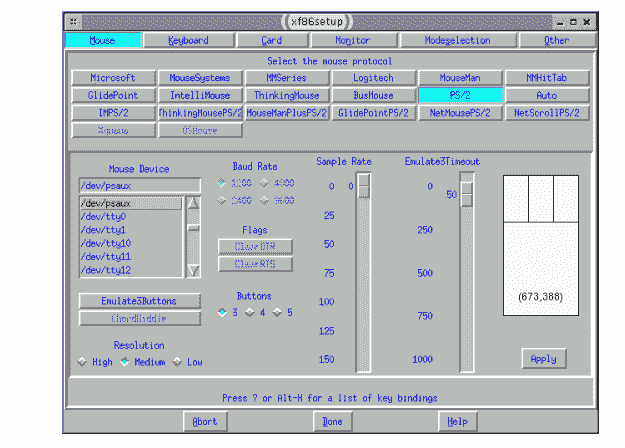 xf86setup
Mouse Keyboard Card Monitor Modeselection Other
Select the mouse protocol
Microsoft MouseSystems MMSeries Logitech MouseMan MMHitTab
GlidePoint IntelliMouse ThinkingMouse BusMouse PS/2 Auto
IMPS/2 ThinkingMousePS/2 MouseManPlusPS/2 GlidePointPS/2 NetMousePS/2 NetScrollPS/2
Xqueue OSMouse
Mouse Device
/dev/psaux
/dev/psaux
/dev/tty0
/dev/tty1
/dev/tty10
/dev/tty11
/dev/tty12
Emulate3Buttons
ChordMiddle
Resolution
High Medium Low
Baud Rate
1200 4800
2400 9600
Flags
ClearDTR
ClearRTS
Buttons
3 4 5
Sample Rate
0 0
25
50
75
100
125
150
Emulate3Timeout
0 50
250
500
750
1000
(673,388)
Apply
Press ? or Alt-H for a list of key bindings
Abort Done Help